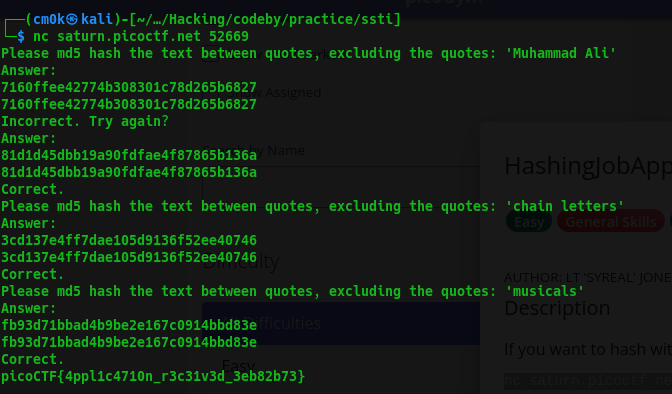 (cm0k㉿kali)-[~/…/Hacking/codeby/practice/ssti]
$ nc saturn.picoctf.net 52669
Please md5 hash the text between quotes, excluding the quotes: 'Muhammad Ali'
Answer:
7160ffee42774b308301c78d265b6827
7160ffee42774b308301c78d265b6827
Incorrect. Try again?
Answer:
81d1d45dbb19a90fdfae4f87865b136a
81d1d45dbb19a90fdfae4f87865b136a
Correct.
Please md5 hash the text between quotes, excluding the quotes: 'chain letters'
Answer:
3cd137e4ff7dae105d9136f52ee40746
3cd137e4ff7dae105d9136f52ee40746
Correct.
Please md5 hash the text between quotes, excluding the quotes: 'musicals'
Answer:
fb93d71bbad4b9be2e167c0914bbd83e
fb93d71bbad4b9be2e167c0914bbd83e
Correct.
picoCTF{4ppl1c4710n_r3c31v3d_3eb82b73}
Assigned
by Name
Difficulty
Difficulties
Easy
HashingJobApp
Easy General Skills
AUTHOR: LT 'SYREAL' JONE
Description
If you want to hash wit
nc saturn.picoctf.ne